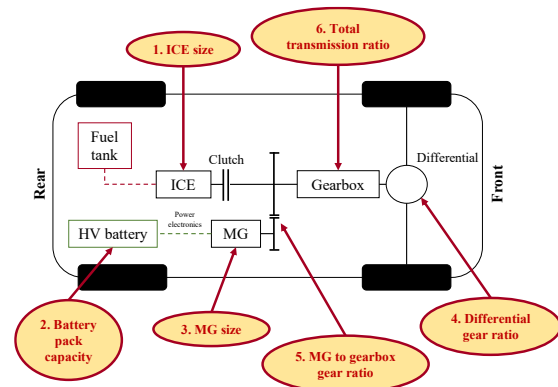 6. Total
transmission ratio
1. ICE size
Fuel
tank
Clutch
Differential
ICE
Gearbox
Rear
Front
Power
electronics
HV battery
MG
2. Battery
pack
capacity
3. MG size
5. MG to gearbox
gear ratio
4. Differential
gear ratio